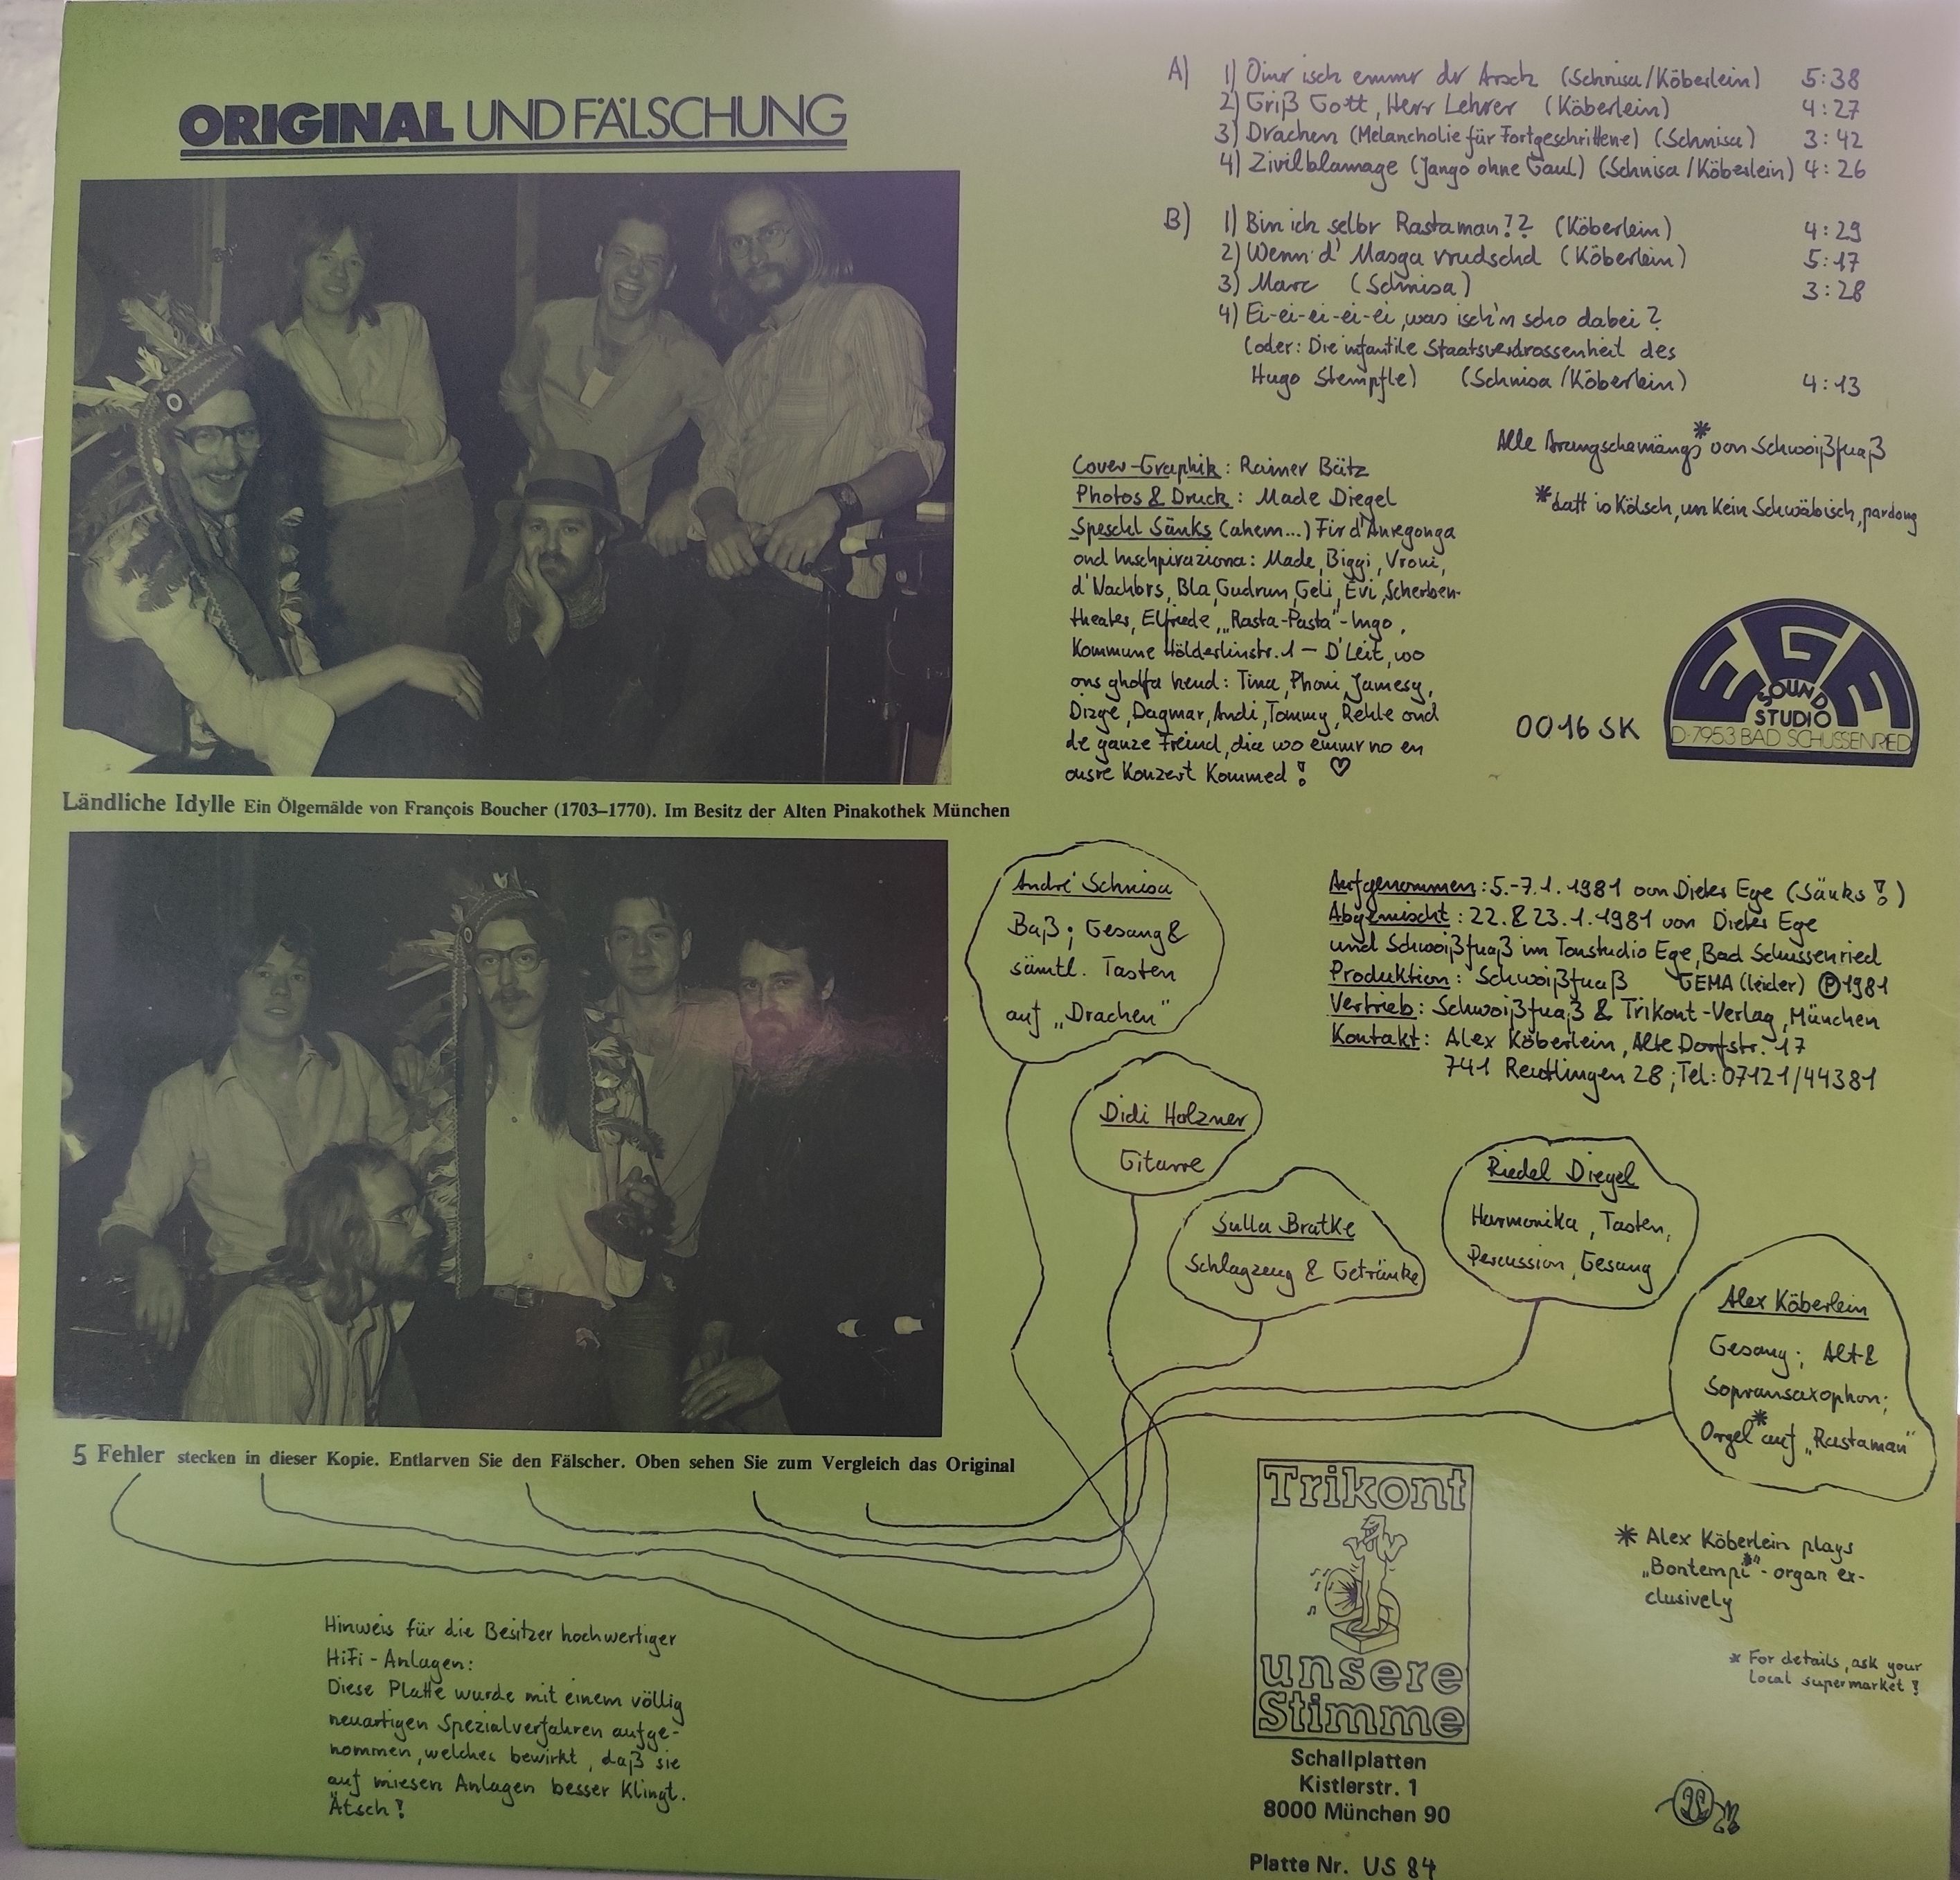 ORIGINAL UND FÄLSCHUNG
A) 1) Oinr isch emmr dr Arsch (Schnisa/Köberlein) 5:38
2) Griß Gott, Herr Lehrer (Köberlein) 4:27
3) Drachen (Melancholie für Fortgeschrittene) (Schnisa) 3:42
4) Zivilblamage (Jango ohne Gaul) (Schnisa/Köberlein) 4:26
B) 1) Bin ich selbr Rastaman!? (Köberlein) 4:29
2) Wenn d' Masga rrudschd (Köberlein) 5:17
3) Marc (Schnisa) 3:28
4) Ei-ei-ei-ei-ei, was isch'n scho dabei?
(oder: Die infantile Staatsverdrossenheit des
Hugo Stempfle) (Schnisa/Köberlein) 4:13
Alle Arrungschemängs* von Schwoißfuaß
*datt is Kölsch, un kein Schwäbisch, pardong
Cover-Graphik: Rainer Bätz
Photos & Druck: Made Diegel
Speschl Sänks (ahem...) Fir d'Anregonga
ond Inschpiraziona: Made, Biggi, Vroni,
d'Nachbrs, Bla, Gudrun, Geli, Evi, Scherben-
theater, Elfriede, „Rasta-Pasta"-Ingo,
Kommune Hölderlinstr. 1 – D'Leit, wo
ons gholfa hend: Tina, Phoni, Jamesy,
Dizge, Dagmar, Andi, Tommy, Rehle ond
de ganze Freind, dia wo emmr no en
onsre Konzert kommed! ♡
0016 SK
EGE
SOUND
STUDIO
D-7953 BAD SCHUSSENRIED
Ländliche Idylle Ein Ölgemälde von François Boucher (1703–1770). Im Besitz der Alten Pinakothek München
André Schnisa
Baß; Gesang &
sämtl. Tasten
auf „Drachen"
Didi Holzner
Gitarre
Sulla Bratke
Schlagzeug & Getränke
Riedel Diegel
Harmonika, Tasten,
Percussion, Gesang
Alex Köberlein
Gesang; Alt- &
Sopransaxophon;
Orgel* auf „Rastaman"
Aufgenommen: 5.-7.1.1981 von Dieter Ege (Sänks!)
Abgemischt: 22. & 23.1.1981 von Dieter Ege
und Schwoißfuaß im Tonstudio Ege, Bad Schussenried
Produktion: Schwoißfuaß GEMA (leider) Ⓟ1981
Vertrieb: Schwoißfuaß & Trikont-Verlag, München
Kontakt: Alex Köberlein, Alte Dorfstr. 17
741 Reutlingen 28; Tel: 07121/44381
5 Fehler stecken in dieser Kopie. Entlarven Sie den Fälscher. Oben sehen Sie zum Vergleich das Original
* Alex Köberlein plays
„Bontempi*"-organ ex-
clusively
* For details, ask your
local supermarket!
Hinweis für die Besitzer hochwertiger
HiFi-Anlagen:
Diese Platte wurde mit einem völlig
neuartigen Spezialverfahren aufge-
nommen, welches bewirkt, daß sie
auf miesen Anlagen besser klingt.
Ätsch!
Trikont
unsere
Stimme
Schallplatten
Kistlerstr. 1
8000 München 90
Platte Nr. US 84